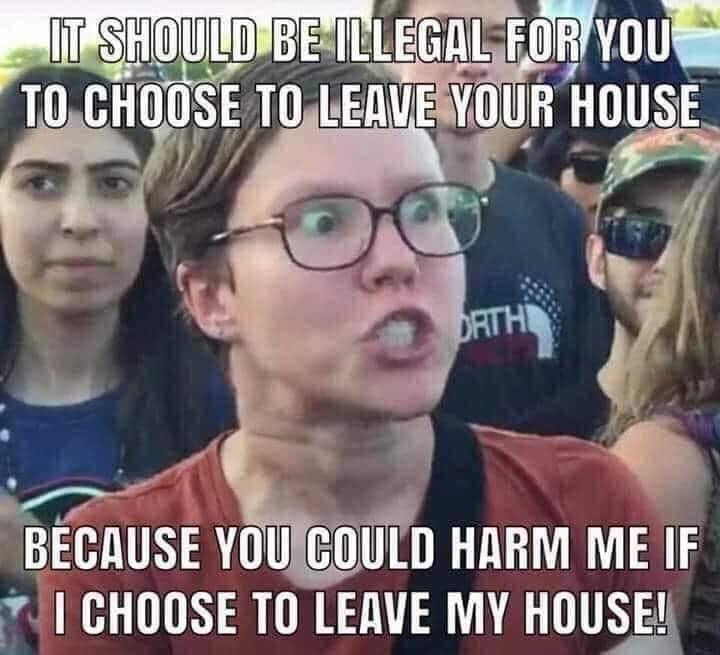 IT SHOULD BE ILLEGAL FOR YOU
TO CHOOSE TO LEAVE YOUR HOUSE
ORTH
BECAUSE YOU COULD HARM ME IF
I CHOOSE TO LEAVE MY HOUSE!